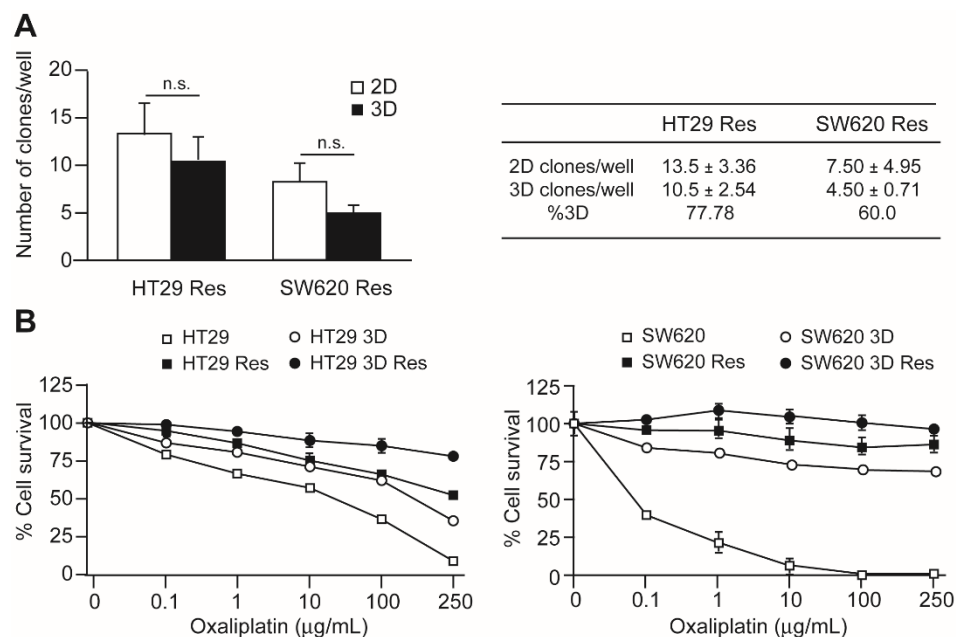 A
Number of clones/well
20
15
10
5
0
n.s.
n.s.
2D
3D
HT29 Res
SW620 Res
HT29 Res SW620 Res
2D clones/well 13.5 ± 3.36 7.50 ± 4.95
3D clones/well 10.5 ± 2.54 4.50 ± 0.71
%3D 77.78 60.0
B
HT29 HT29 3D
HT29 Res HT29 3D Res
% Cell survival
125
100
75
50
25
0
0 0.1 1 10 100 250
Oxaliplatin (µg/mL)
SW620 SW620 3D
SW620 Res SW620 3D Res
% Cell survival
125
100
75
50
25
0
0 0.1 1 10 100 250
Oxaliplatin (µg/mL)